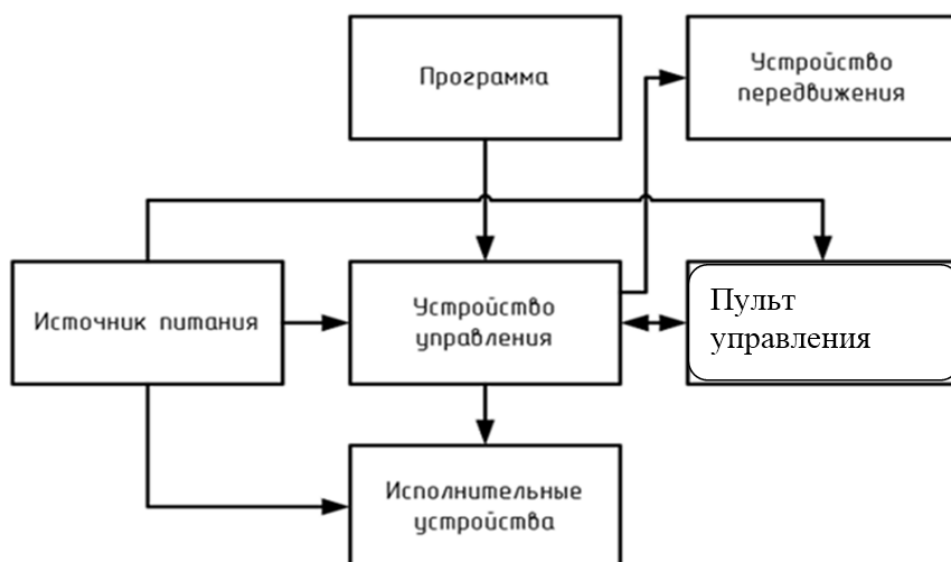 Программа
Устройство
передвижения
Источник питания
Устройство
управления
Пульт
управления
Исполнительные
устройства